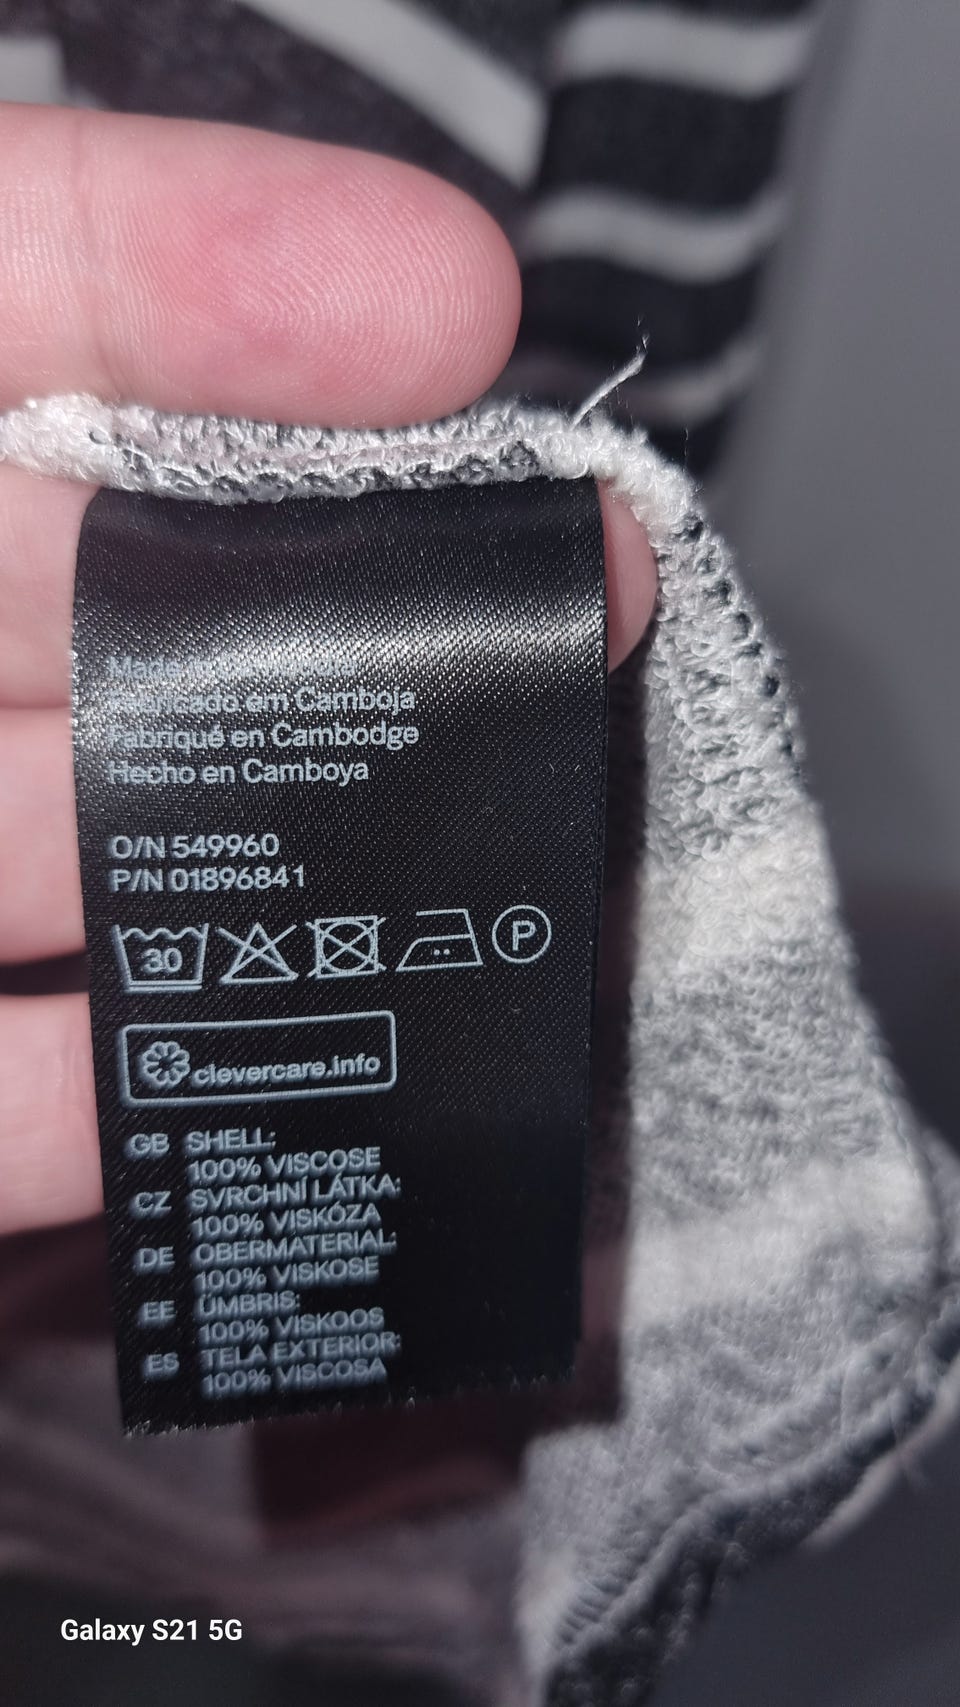 Made in
Fabricado em Camboja
Fabriqué en Cambodge
Hecho en Camboya
O/N 549960
P/N 01896841
30
P
clevercare.info
GB SHELL:
100% VISCOSE
CZ SVRCHNÍ LÁTKA:
100% VISKÓZA
DE OBERMATERIAL:
100% VISKOSE
EE ÜMBRIS:
100% VISKOOS
ES TELA EXTERIOR:
100% VISCOSA
Galaxy S21 5G